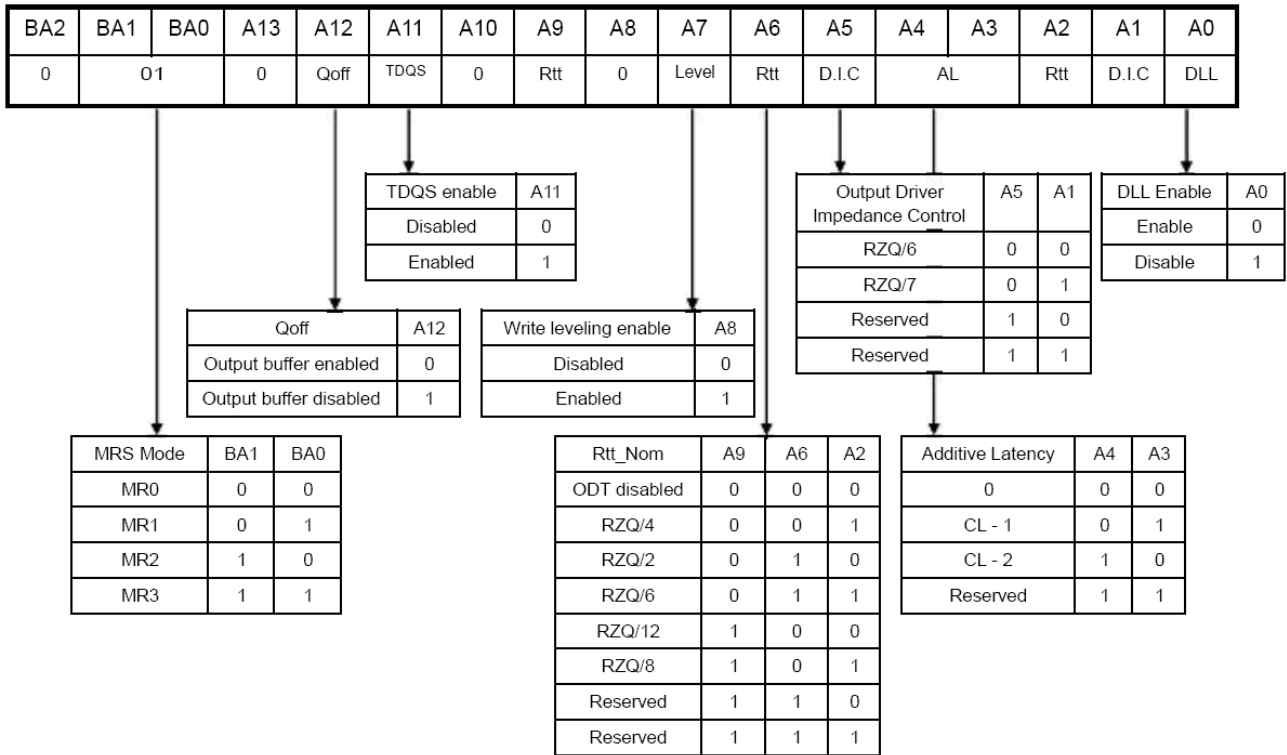 BA2 BA1 BA0 A13 A12 A11 A10 A9 A8 A7 A6 A5 A4 A3 A2 A1 A0
0 01 0 Qoff TDQS 0 Rtt 0 Level Rtt D.I.C AL Rtt D.I.C DLL
TDQS enable A11
Disabled 0
Enabled 1
Output Driver
Impedance Control A5 A1
RZQ/6 0 0
RZQ/7 0 1
Reserved 1 0
Reserved 1 1
DLL Enable A0
Enable 0
Disable 1
Qoff A12
Output buffer enabled 0
Output buffer disabled 1
Write leveling enable A8
Disabled 0
Enabled 1
MRS Mode BA1 BA0
MR0 0 0
MR1 0 1
MR2 1 0
MR3 1 1
Rtt_Nom A9 A6 A2
ODT disabled 0 0 0
RZQ/4 0 0 1
RZQ/2 0 1 0
RZQ/6 0 1 1
RZQ/12 1 0 0
RZQ/8 1 0 1
Reserved 1 1 0
Reserved 1 1 1
Additive Latency A4 A3
0 0 0
CL - 1 0 1
CL - 2 1 0
Reserved 1 1